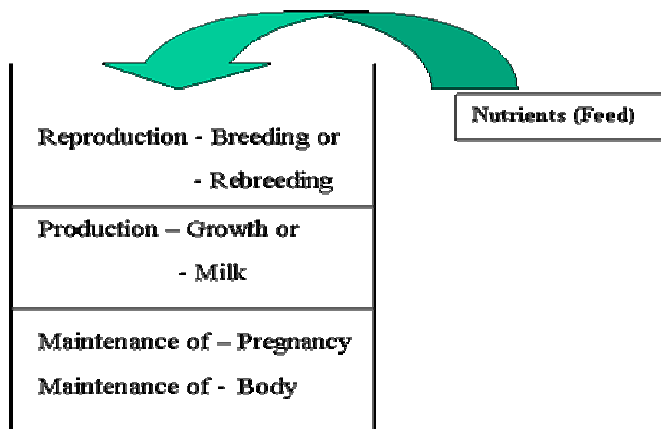 Nutrients (Feed)
Reproduction - Breeding or
- Rebreeding
Production – Growth or
- Milk
Maintenance of – Pregnancy
Maintenance of - Body